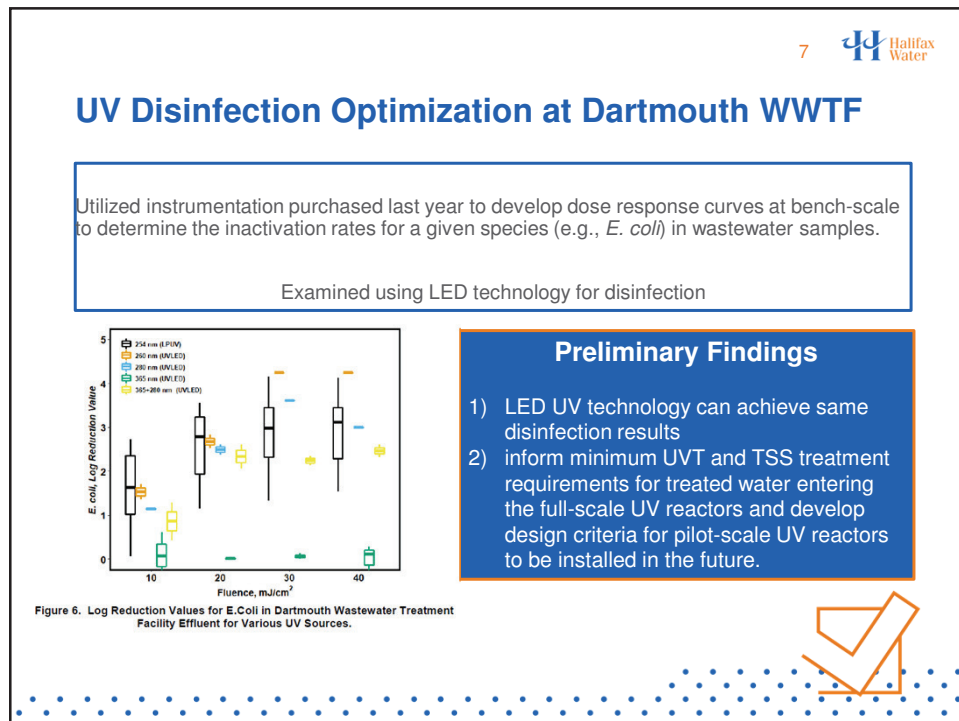 7
Halifax
Water
UV Disinfection Optimization at Dartmouth WWTF
Utilized instrumentation purchased last year to develop dose response curves at bench-scale
to determine the inactivation rates for a given species (e.g., E. coli) in wastewater samples.
Examined using LED technology for disinfection
E. coli, Log Reduction Value
5
4
3
2
1
0
254 nm (LPUV)
260 nm (UVLED)
280 nm (UVLED)
365 nm (UVLED)
365+280 nm (UVLED)
10 20 30 40
Fluence, mJ/cm²
Figure 6. Log Reduction Values for E.Coli in Dartmouth Wastewater Treatment
Facility Effluent for Various UV Sources.
Preliminary Findings
1) LED UV technology can achieve same
disinfection results
2) inform minimum UVT and TSS treatment
requirements for treated water entering
the full-scale UV reactors and develop
design criteria for pilot-scale UV reactors
to be installed in the future.